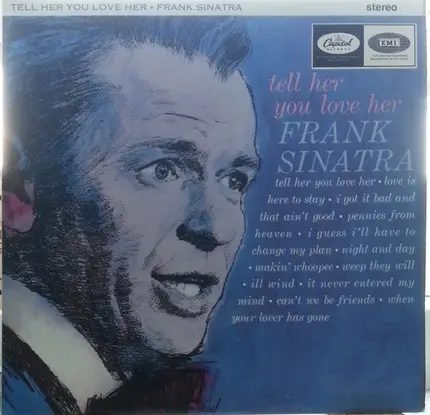 TELL HER YOU LOVE HER • FRANK SINATRA
stereo
Capitol
EMI
tell her
you love her
FRANK
SINATRA
tell her you love her • love is
here to stay • i got it bad and
that ain't good • pennies from
heaven • i guess i'll have to
change my plan • night and day
• makin' whoopee • weep they will
• ill wind • it never entered my
mind • can't we be friends • when
your lover has gone